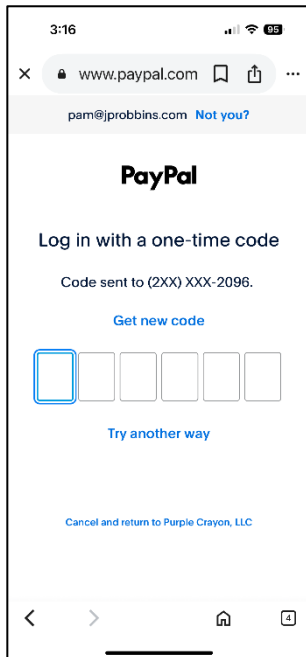 3:16 95
www.paypal.com
pam@jprobbins.com Not you?
PayPal
Log in with a one-time code
Code sent to (2XX) XXX-2096.
Get new code
Try another way
Cancel and return to Purple Crayon, LLC
4